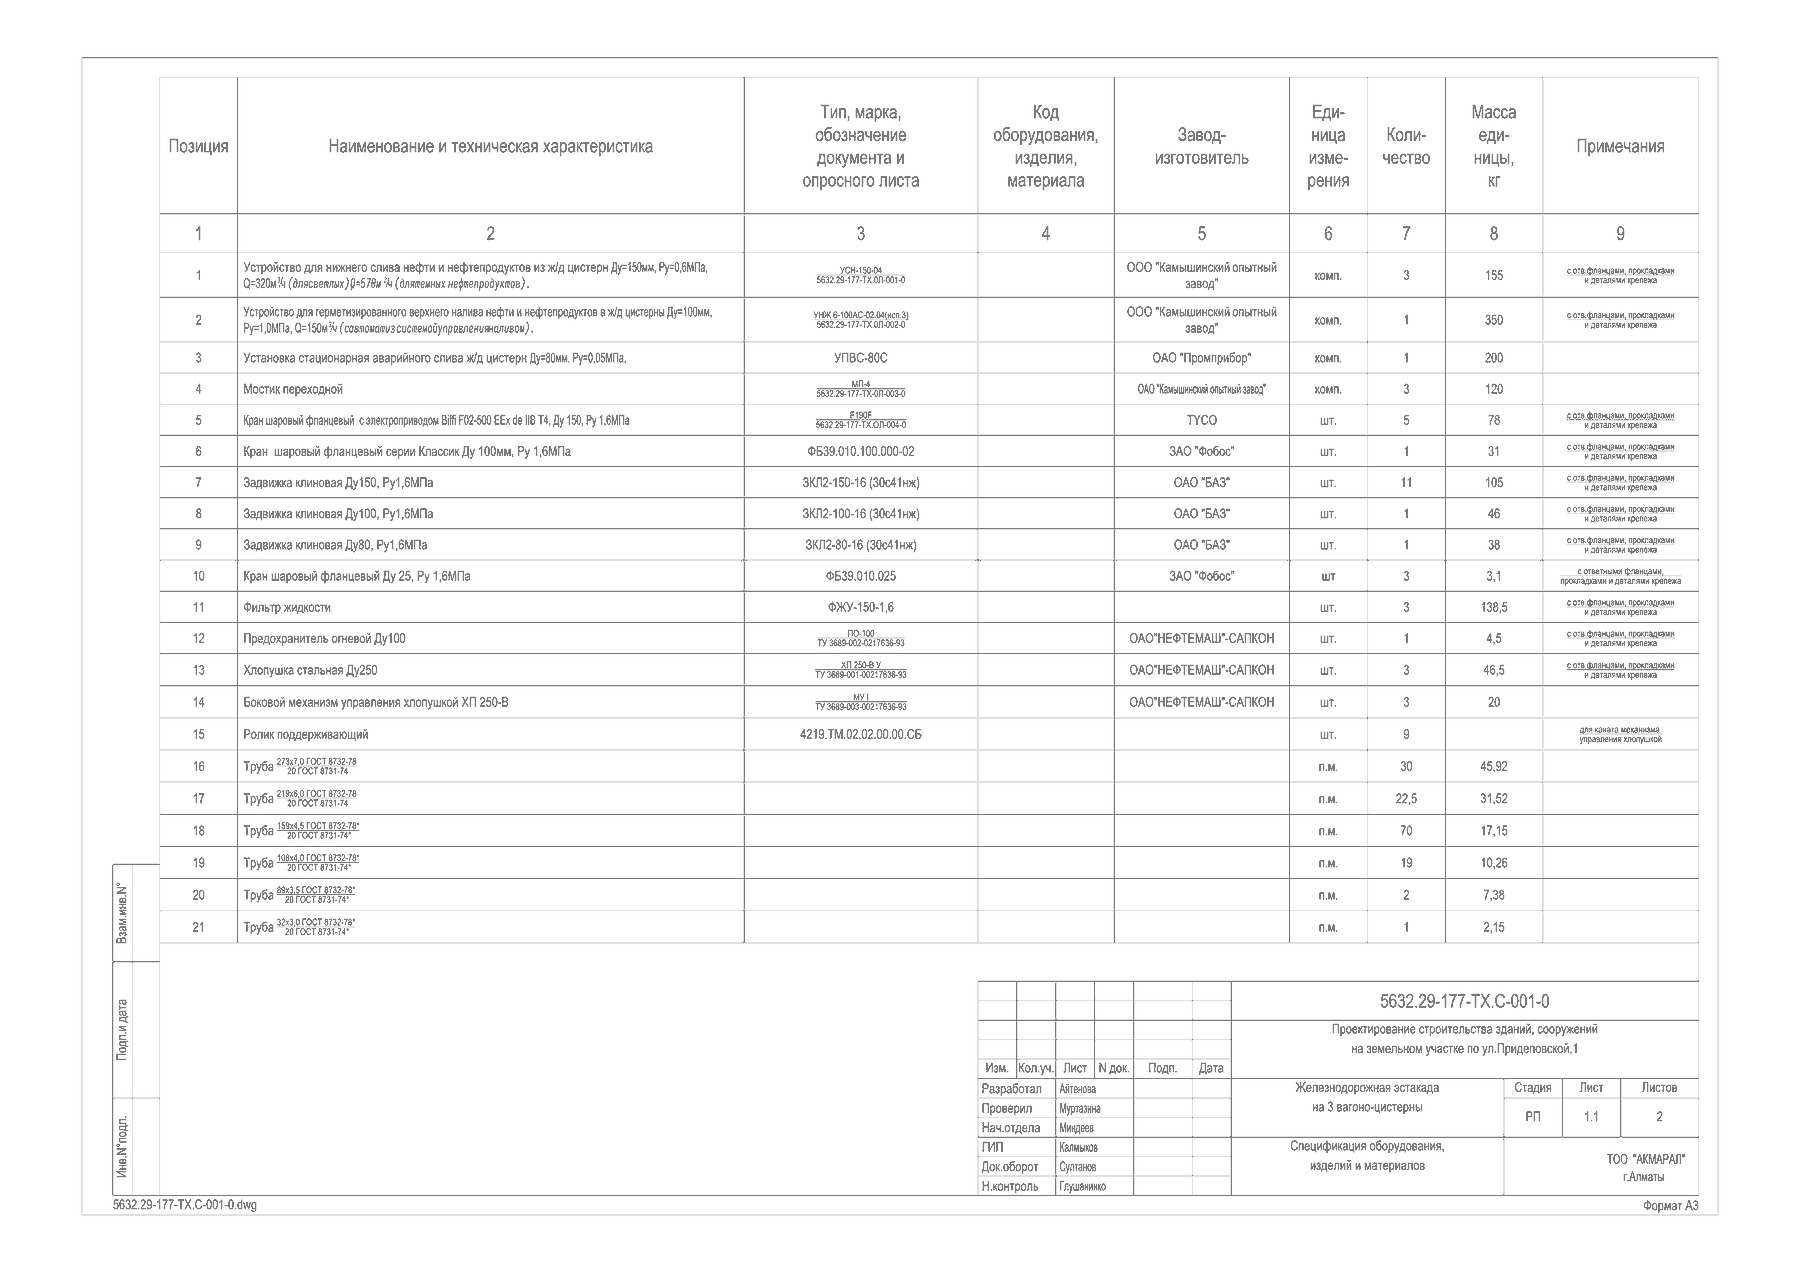 Позиция
Наименование и техническая характеристика
Тип, марка,
обозначение
документа и
опросного листа
Код
оборудования,
изделия,
материала
Завод-
изготовитель
Еди-
ница
изме-
рения
Коли-
чество
Масса
еди-
ницы,
кг
Примечания
1 2 3 4 5 6 7 8 9
1
Устройство для нижнего слива нефти и нефтепродуктов из ж/д цистерн Ду=150мм, Ру=0,6МПа,
Q=320м³/ч (для светлых) Q=578м³/ч (для темных нефтепродуктов).
УСН-150-04
5632.29-177-ТХ.ОЛ-001-0
ООО "Камышинский опытный
завод"
комп. 3 155
с отв.фланцами, прокладками
и деталями крепежа
2
Устройство для герметизированного верхнего налива нефти и нефтепродуктов в ж/д цистерны Ду=100мм,
Ру=1,0МПа, Q=150м³/ч (с автоматиз системой управления наливом).
УНЖ 6-100АС-02.04(исп.3)
5632.29-177-ТХ.ОЛ-002-0
ООО "Камышинский опытный
завод"
комп. 1 350
с отв.фланцами, прокладками
и деталями крепежа
3 Установка стационарная аварийного слива ж/д цистерн Ду=80мм. Ру=0,05МПа. УПВС-80С ОАО "Промприбор" комп. 1 200
4 Мостик переходной
МП-4
5632.29-177-ТХ-ОЛ-003-0
ОАО "Камышинский опытный завод" комп. 3 120
5 Кран шаровый фланцевый с электроприводом Biffi F02-500 EEx de IIB T4, Ду 150, Ру 1,6МПа
F190F
5632.29-177-ТХ.ОЛ-004-0
TYCO шт. 5 78
с отв.фланцами, прокладками
и деталями крепежа
6 Кран шаровый фланцевый серии Классик Ду 100мм, Ру 1,6МПа ФБ39.010.100.000-02 ЗАО "Фобос" шт. 1 31
с отв.фланцами, прокладками
и деталями крепежа
7 Задвижка клиновая Ду150, Ру1,6МПа ЗКЛ2-150-16 (30с41нж) ОАО "БАЗ" шт. 11 105
с отв.фланцами, прокладками
и деталями крепежа
8 Задвижка клиновая Ду100, Ру1,6МПа ЗКЛ2-100-16 (30с41нж) ОАО "БАЗ" шт. 1 46
с отв.фланцами, прокладками
и деталями крепежа
9 Задвижка клиновая Ду80, Ру1,6МПа ЗКЛ2-80-16 (30с41нж) ОАО "БАЗ" шт. 1 38
с отв.фланцами, прокладками
и деталями крепежа
10 Кран шаровый фланцевый Ду 25, Ру 1,6МПа ФБ39.010.025 ЗАО "Фобос" шт 3 3,1
с ответными фланцами,
прокладками и деталями крепежа
11 Фильтр жидкости ФЖУ-150-1,6 шт. 3 138,5
с отв.фланцами, прокладками
и деталями крепежа
12 Предохранитель огневой Ду100
ПО-100
ТУ 3689-002-0217636-93
ОАО"НЕФТЕМАШ"-САПКОН шт. 1 4,5
с отв.фланцами, прокладками
и деталями крепежа
13 Хлопушка стальная Ду250
ХП 250-В У
ТУ 3689-001-00217636-93
ОАО"НЕФТЕМАШ"-САПКОН шт. 3 46,5
с отв.фланцами, прокладками
и деталями крепежа
14 Боковой механизм управления хлопушкой ХП 250-В
МУ I
ТУ 3689-003-00217636-93
ОАО"НЕФТЕМАШ"-САПКОН шт. 3 20
15 Ролик поддерживающий 4219.ТМ.02.02.00.00.СБ шт. 9
для каната механизма
управления хлопушкой
16 Труба 273х7,0 ГОСТ 8732-78
20 ГОСТ 8731-74
п.м. 30 45,92
17 Труба 219х6,0 ГОСТ 8732-78
20 ГОСТ 8731-74
п.м. 22,5 31,52
18 Труба 159х4,5 ГОСТ 8732-78*
20 ГОСТ 8731-74*
п.м. 70 17,15
19 Труба 108х4,0 ГОСТ 8732-78*
20 ГОСТ 8731-74*
п.м. 19 10,26
20 Труба 89х3,5 ГОСТ 8732-78*
20 ГОСТ 8731-74*
п.м. 2 7,38
21 Труба 32х3,0 ГОСТ 8732-78*
20 ГОСТ 8731-74*
п.м. 1 2,15
Взам.инв.N°
Подп.и дата
Инв.N°подл.
5632.29-177-ТХ.С-001-0
Проектирование строительства зданий, сооружений
на земельном участке по ул.Придеповской,1
Изм. Кол.уч. Лист N док. Подп. Дата
Разработал Айтенова
Проверил Муртазина
Нач.отдела Миндеев
ГИП Калмыков
Док.оборот Султанов
Н.контроль Глушаников
Железнодорожная эстакада
на 3 вагоно-цистерны
Стадия Лист Листов
РП 1.1 2
Спецификация оборудования,
изделий и материалов
ТОО "АКМАРАЛ"
г.Алматы
5632.29-177-ТХ.С-001-0.dwg
Формат А3